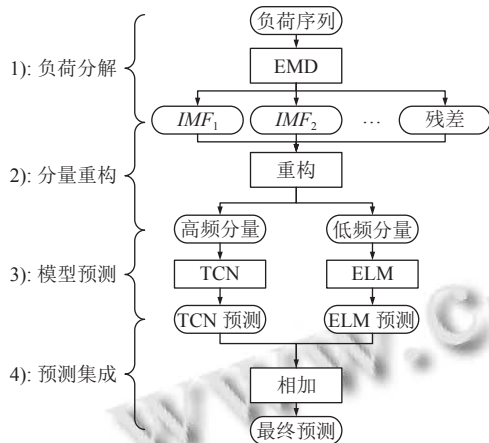 负荷序列
1): 负荷分解
EMD
IMF₁ IMF₂ … 残差
2): 分量重构
重构
高频分量 低频分量
3): 模型预测
TCN ELM
TCN 预测 ELM 预测
4): 预测集成
相加
最终预测
www.c